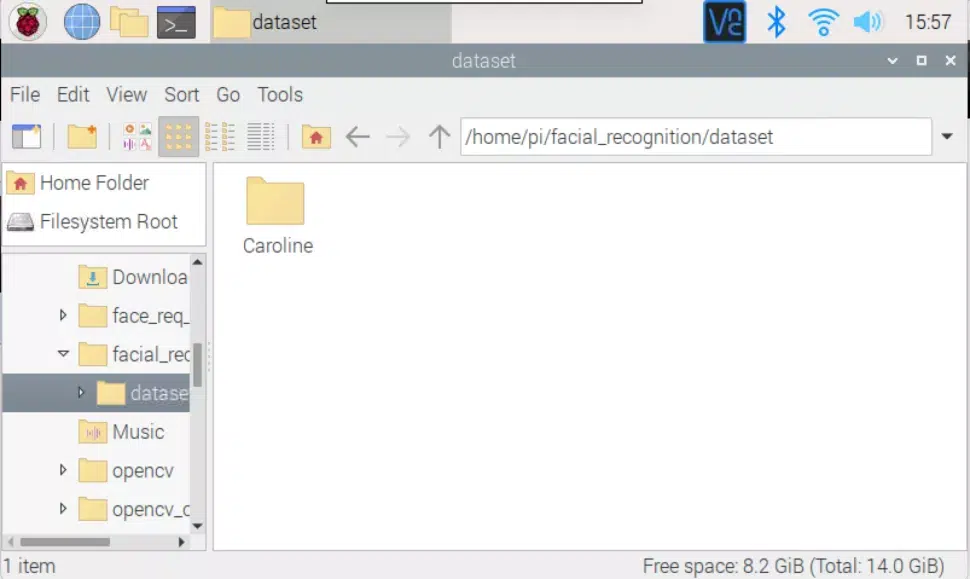 dataset 15:57
dataset
File Edit View Sort Go Tools
/home/pi/facial_recognition/dataset
Home Folder
Filesystem Root
Caroline
Downloa
face_req_
facial_rec
datase
Music
opencv
opencv_c
1 item Free space: 8.2 GiB (Total: 14.0 GiB)